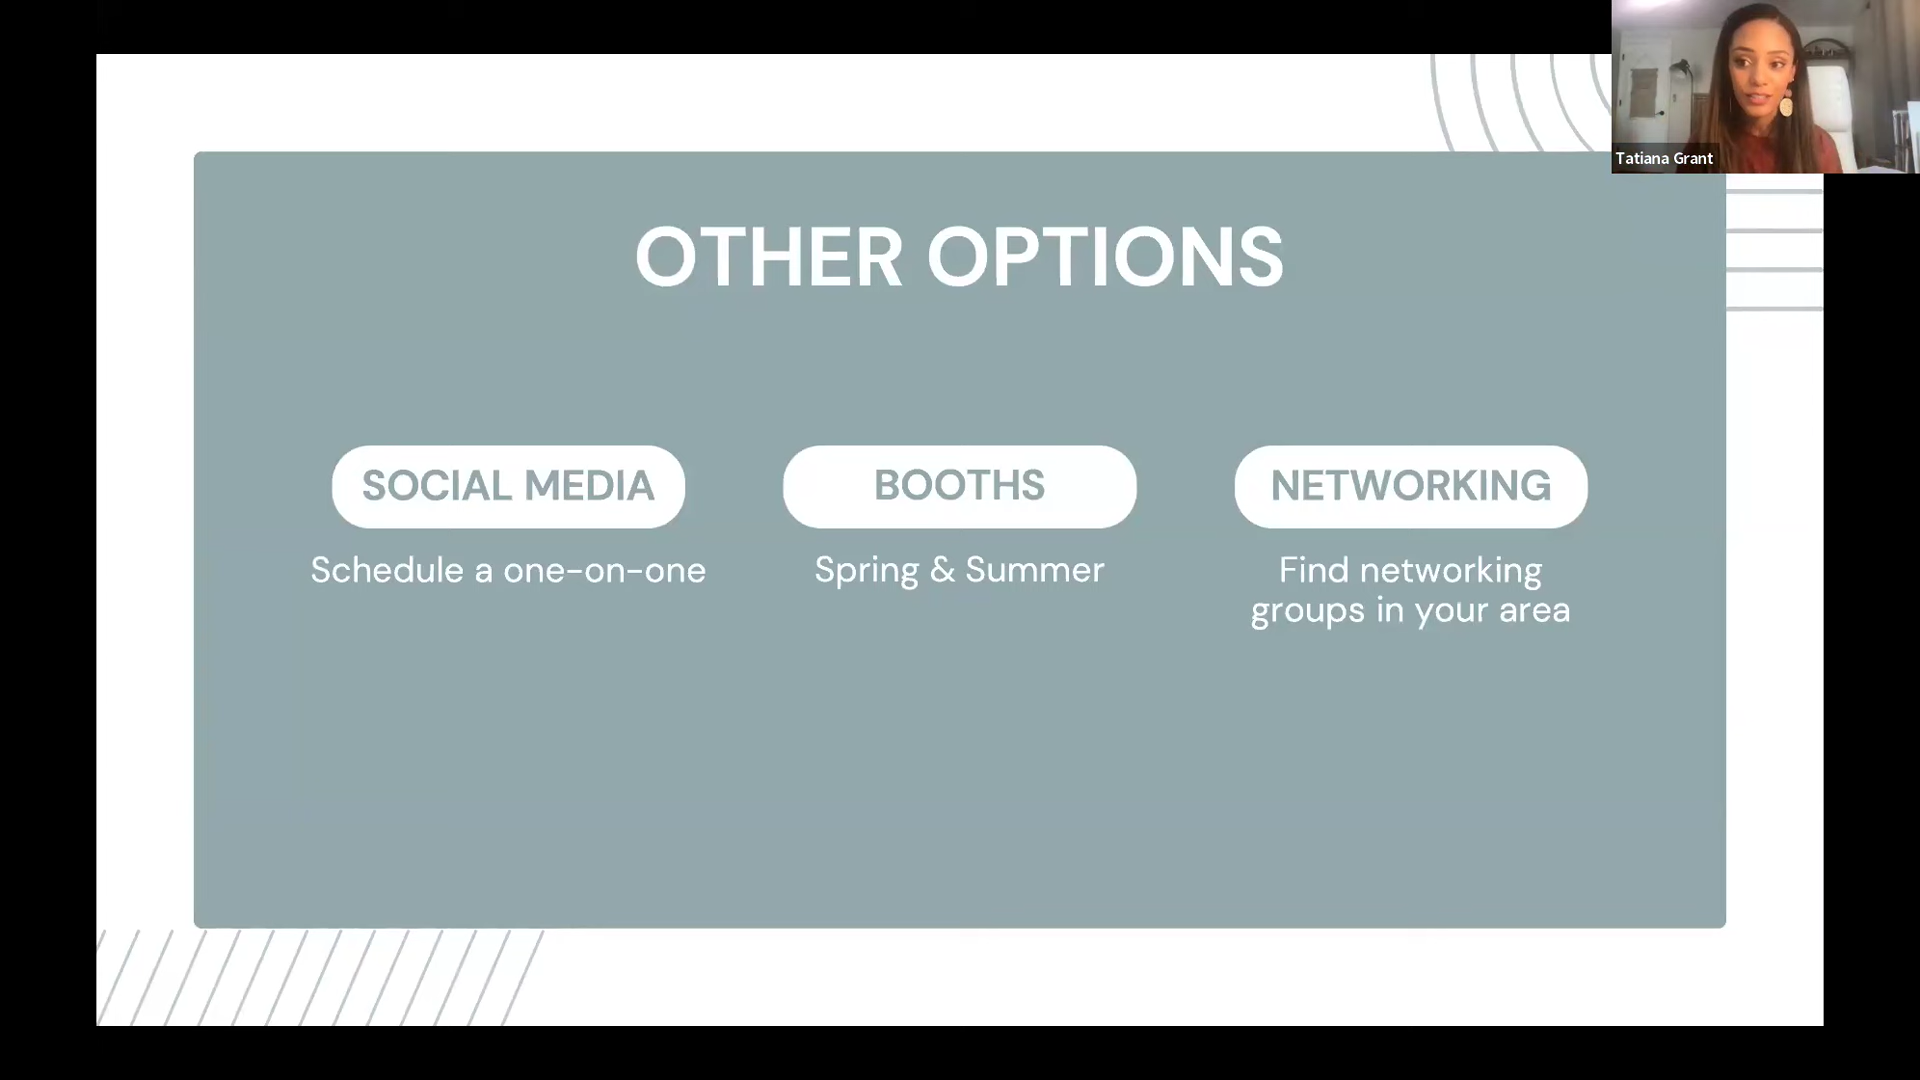 Tatiana Grant
OTHER OPTIONS
SOCIAL MEDIA
Schedule a one-on-one
BOOTHS
Spring & Summer
NETWORKING
Find networking
groups in your area